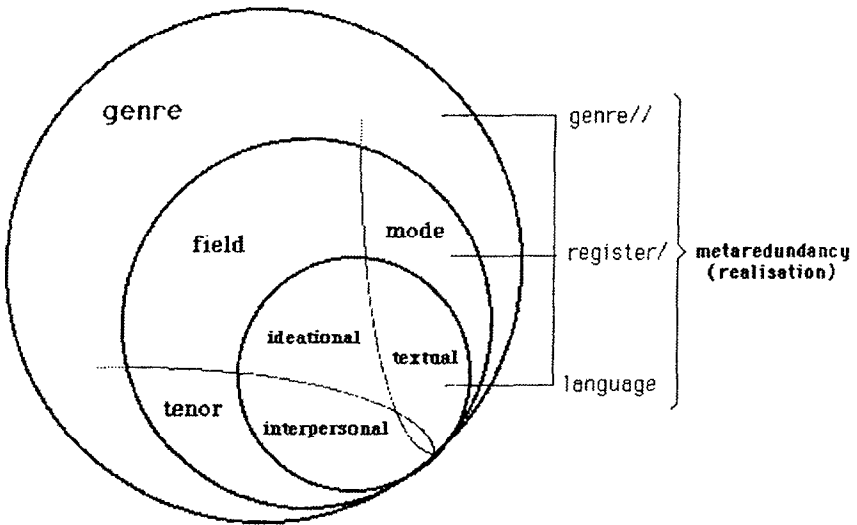 genre
genre//
field
mode
register/
metaredundancy
(realisation)
ideational
textual
language
tenor
interpersonal